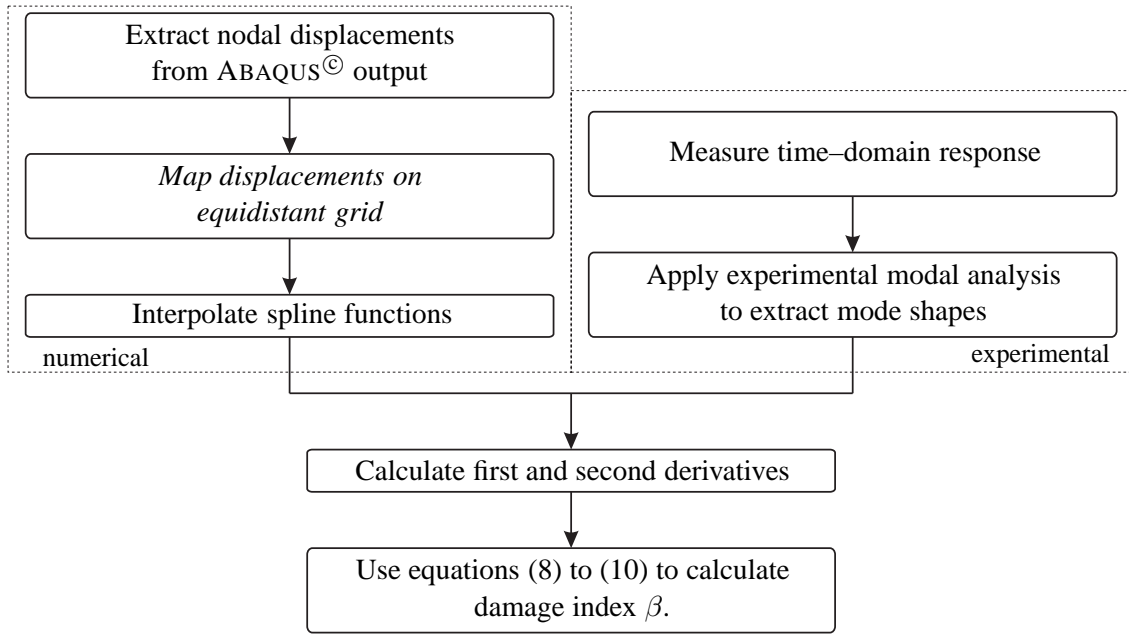 Extract nodal displacements
from ABAQUS© output
Map displacements on
equidistant grid
Interpolate spline functions
numerical
Measure time–domain response
Apply experimental modal analysis
to extract mode shapes
experimental
Calculate first and second derivatives
Use equations (8) to (10) to calculate
damage index β.